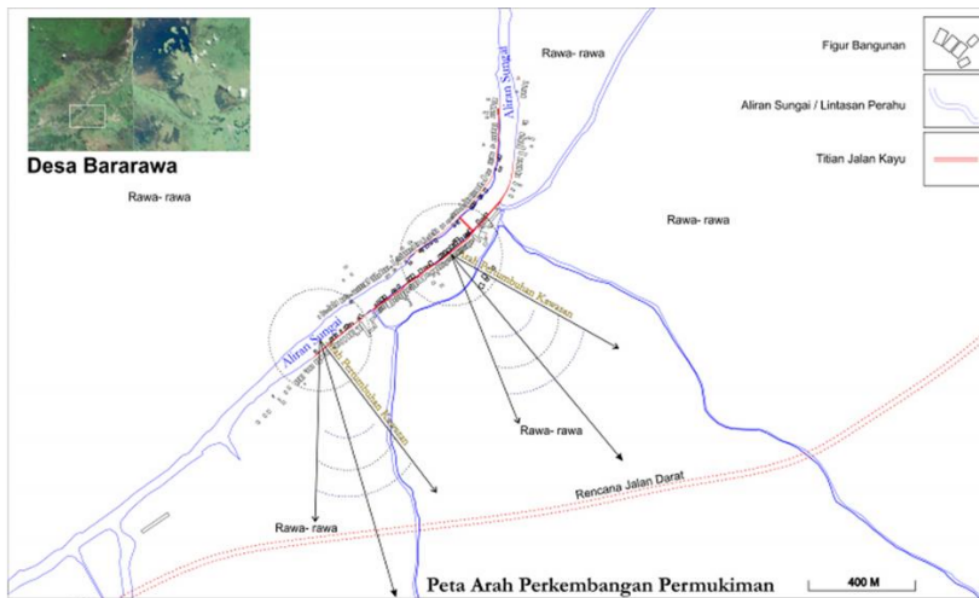 Desa Bararawa
Rawa- rawa
Aliran Sungai
Rawa- rawa
Rawa- rawa
Figur Bangunan
Aliran Sungai / Lintasan Perahu
Titian Jalan Kayu
Arah Pertumbuhan Kawasan
Aliran Sungai
Arah Pertumbuhan Kawasan
Rawa- rawa
Rencana Jalan Darat
Rawa- rawa
Peta Arah Perkembangan Permukiman
400 M